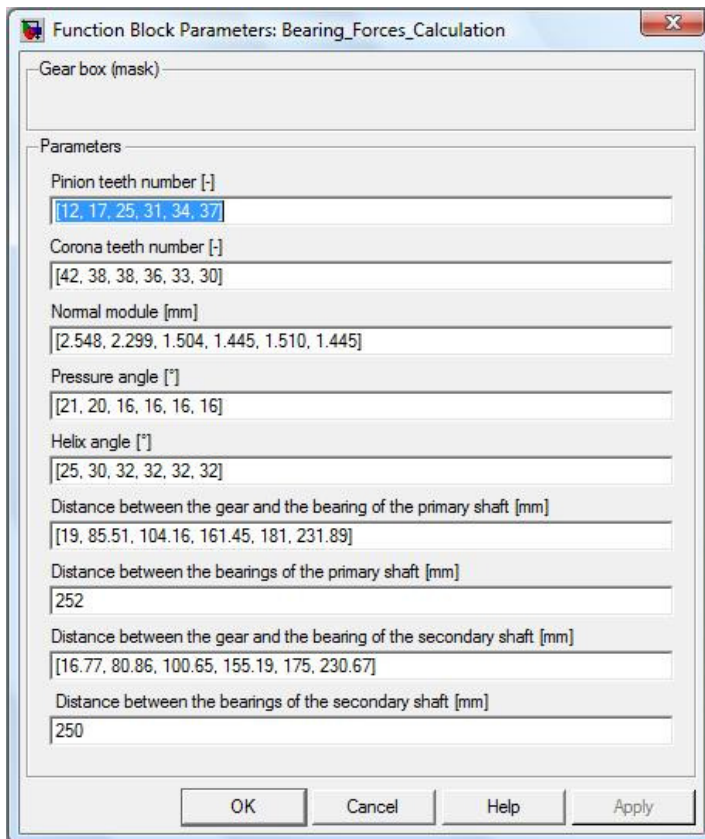 Function Block Parameters: Bearing_Forces_Calculation
Gear box (mask)
Parameters
Pinion teeth number [-]
[12, 17, 25, 31, 34, 37]
Corona teeth number [-]
[42, 38, 38, 36, 33, 30]
Normal module [mm]
[2.548, 2.299, 1.504, 1.445, 1.510, 1.445]
Pressure angle [°]
[21, 20, 16, 16, 16, 16]
Helix angle [°]
[25, 30, 32, 32, 32, 32]
Distance between the gear and the bearing of the primary shaft [mm]
[19, 85.51, 104.16, 161.45, 181, 231.89]
Distance between the bearings of the primary shaft [mm]
252
Distance between the gear and the bearing of the secondary shaft [mm]
[16.77, 80.86, 100.65, 155.19, 175, 230.67]
Distance between the bearings of the secondary shaft [mm]
250
OK Cancel Help Apply